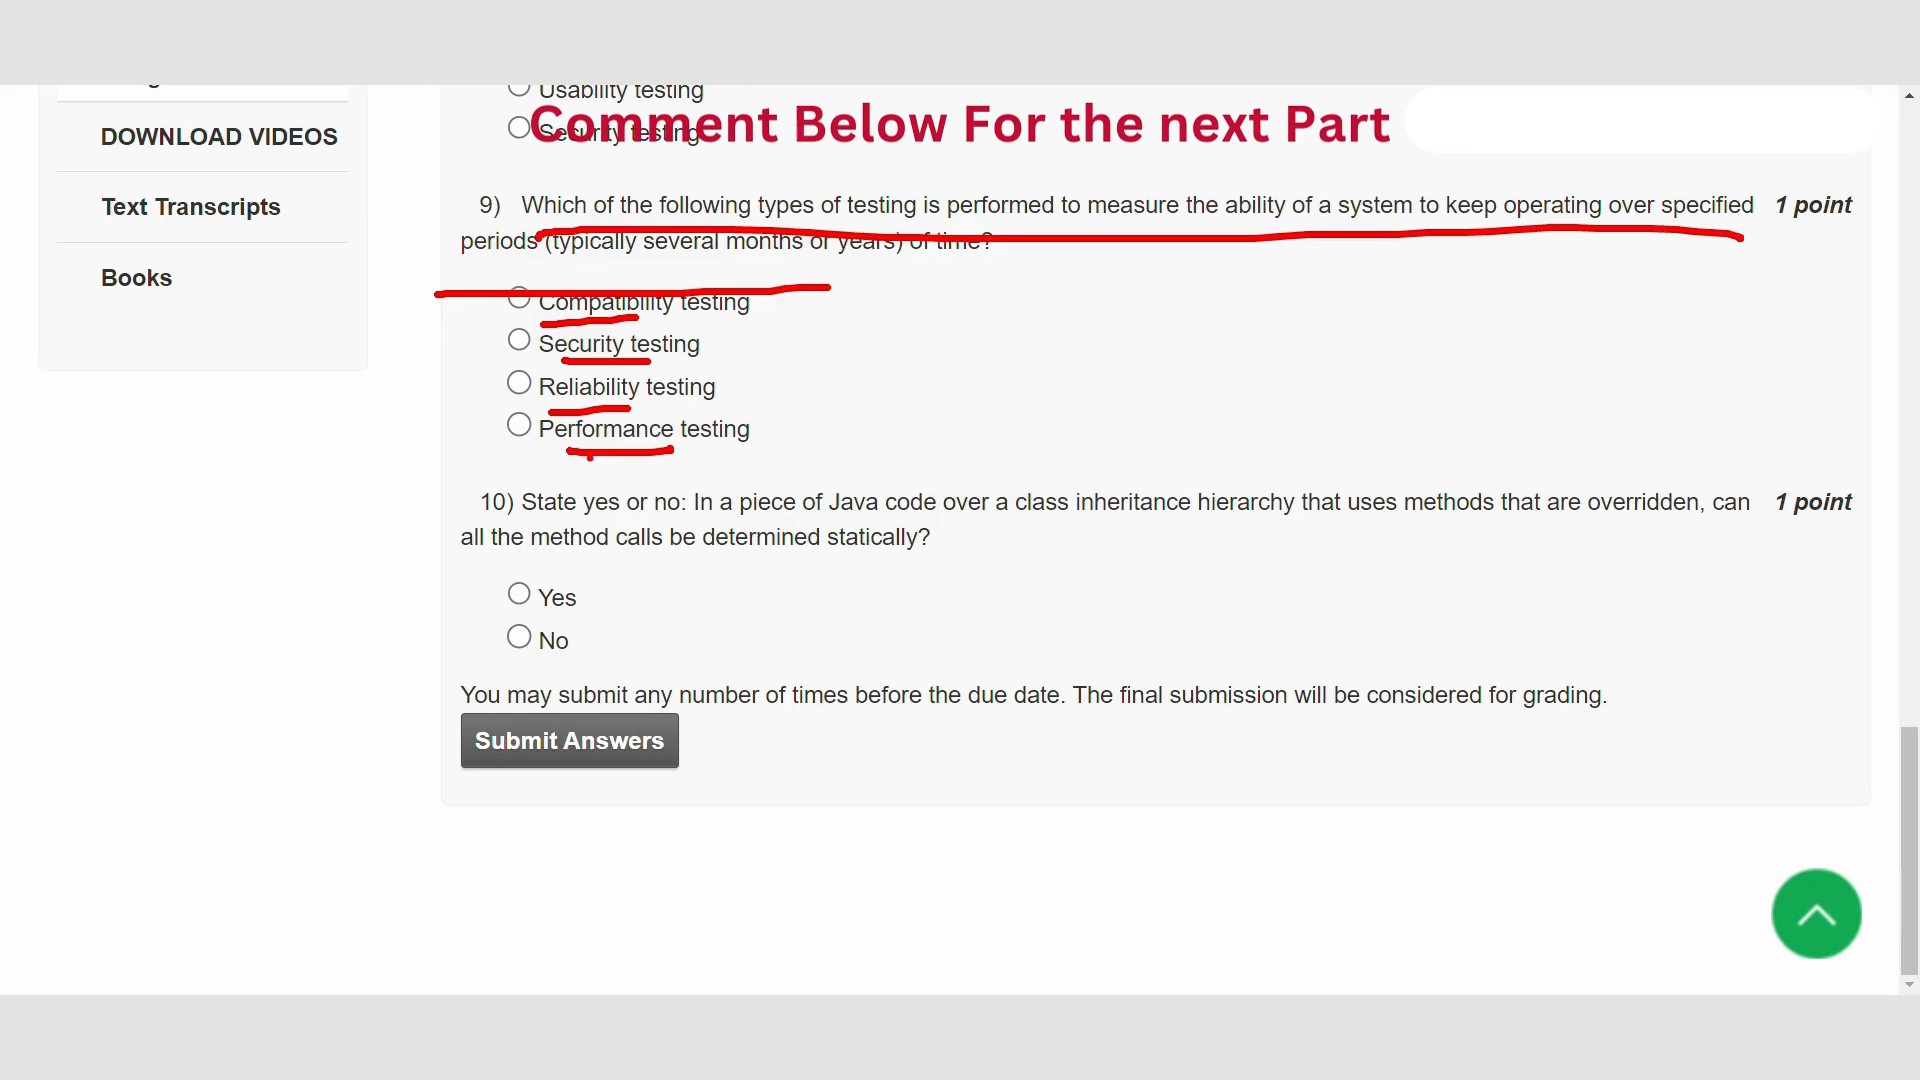 Usability testing
Comment Below For the next Part
Security testing
DOWNLOAD VIDEOS
Text Transcripts
Books
9) Which of the following types of testing is performed to measure the ability of a system to keep operating over specified 1 point
periods (typically several months or years) of time?
Compatibility testing
Security testing
Reliability testing
Performance testing
10) State yes or no: In a piece of Java code over a class inheritance hierarchy that uses methods that are overridden, can 1 point
all the method calls be determined statically?
Yes
No
You may submit any number of times before the due date. The final submission will be considered for grading.
Submit Answers